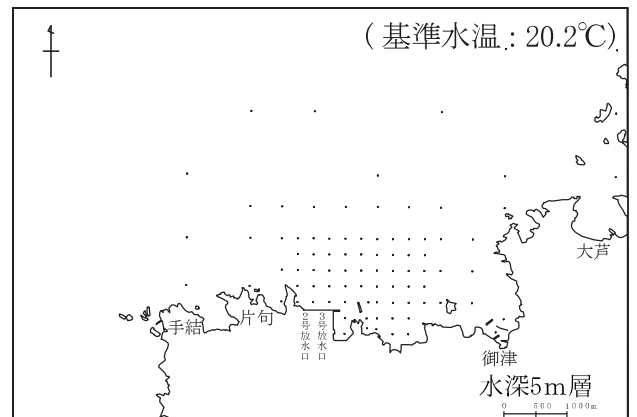 (基準水温:20.2℃)
大芦
片句
手結
2号放水口
3号放水口
御津
水深5m層
0 500 1000m